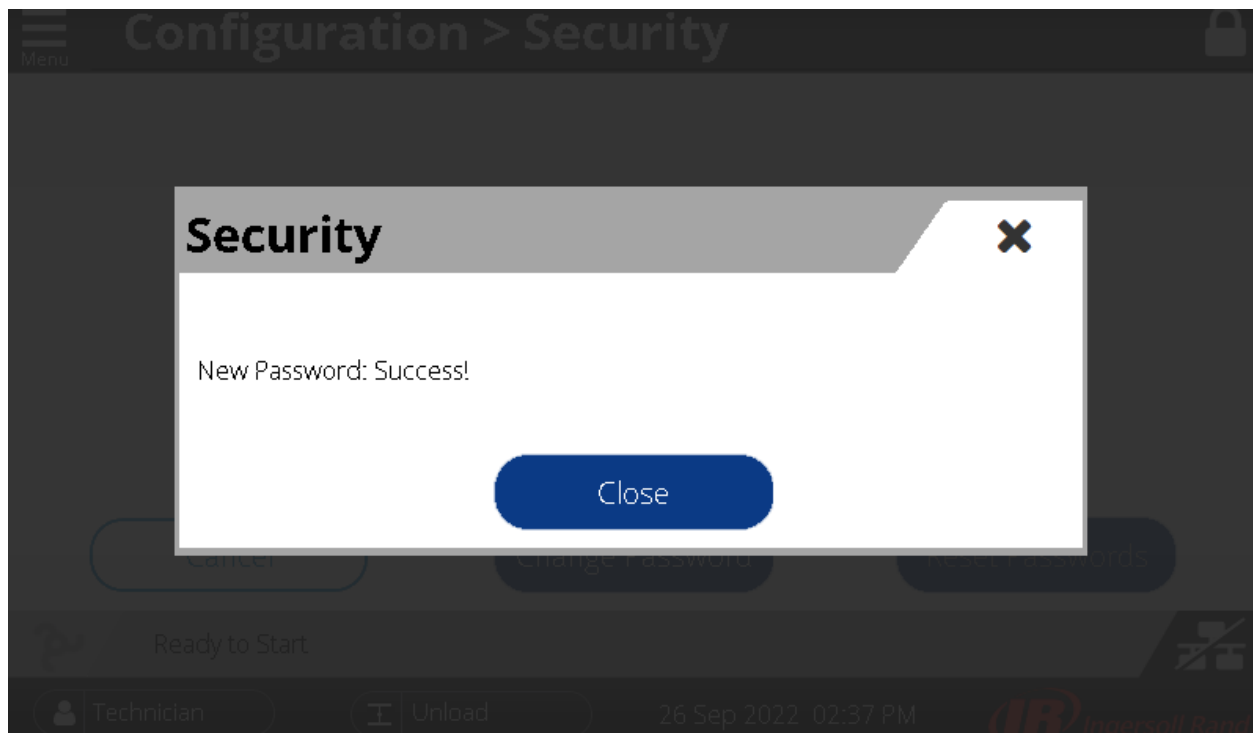 Configuration > Security
Menu
Security
New Password: Success!
Close
Cancel
Change Password
Reset Passwords
Ready to Start
Technician
Unload
26 Sep 2022 02:37 PM
IR Ingersoll Rand